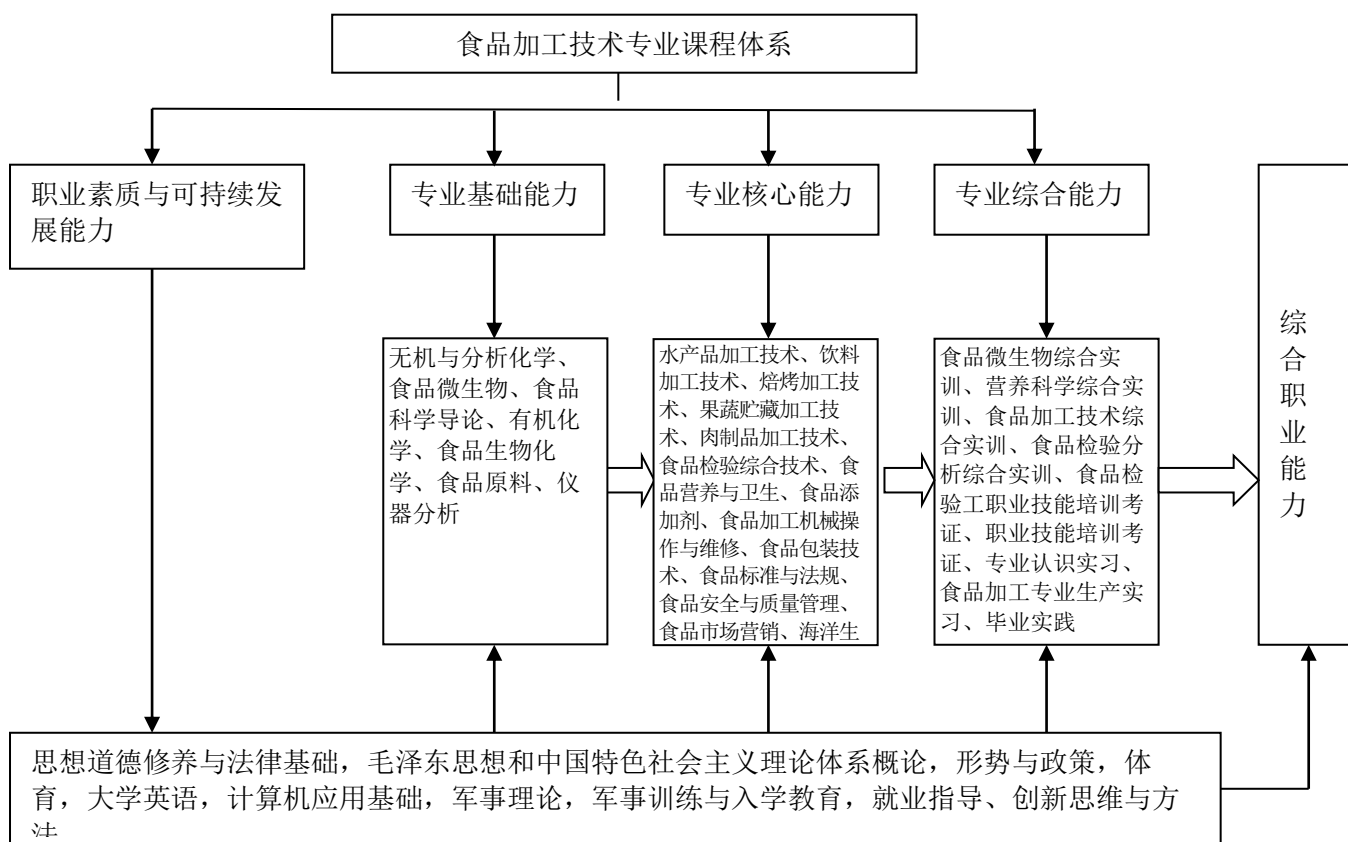 食品加工技术专业课程体系
职业素质与可持续发
展能力
专业基础能力
专业核心能力
专业综合能力
无机与分析化学、
食品微生物、食品
科学导论、有机化
学、食品生物化
学、食品原料、仪
器分析
水产品加工技术、饮料
加工技术、焙烤加工技
术、果蔬贮藏加工技
术、肉制品加工技术、
食品检验综合技术、食
品营养与卫生、食品添
加剂、食品加工机械操
作与维修、食品包装技
术、食品标准与法规、
食品安全与质量管理、
食品市场营销、海洋生
食品微生物综合实
训、营养科学综合实
训、食品加工技术综
合实训、食品检验分
析综合实训、食品检
验工职业技能培训考
证、职业技能培训考
证、专业认识实习、
食品加工专业生产实
习、毕业实践
综
合
职
业
能
力
思想道德修养与法律基础，毛泽东思想和中国特色社会主义理论体系概论，形势与政策，体
育，大学英语，计算机应用基础，军事理论，军事训练与入学教育，就业指导、创新思维与方